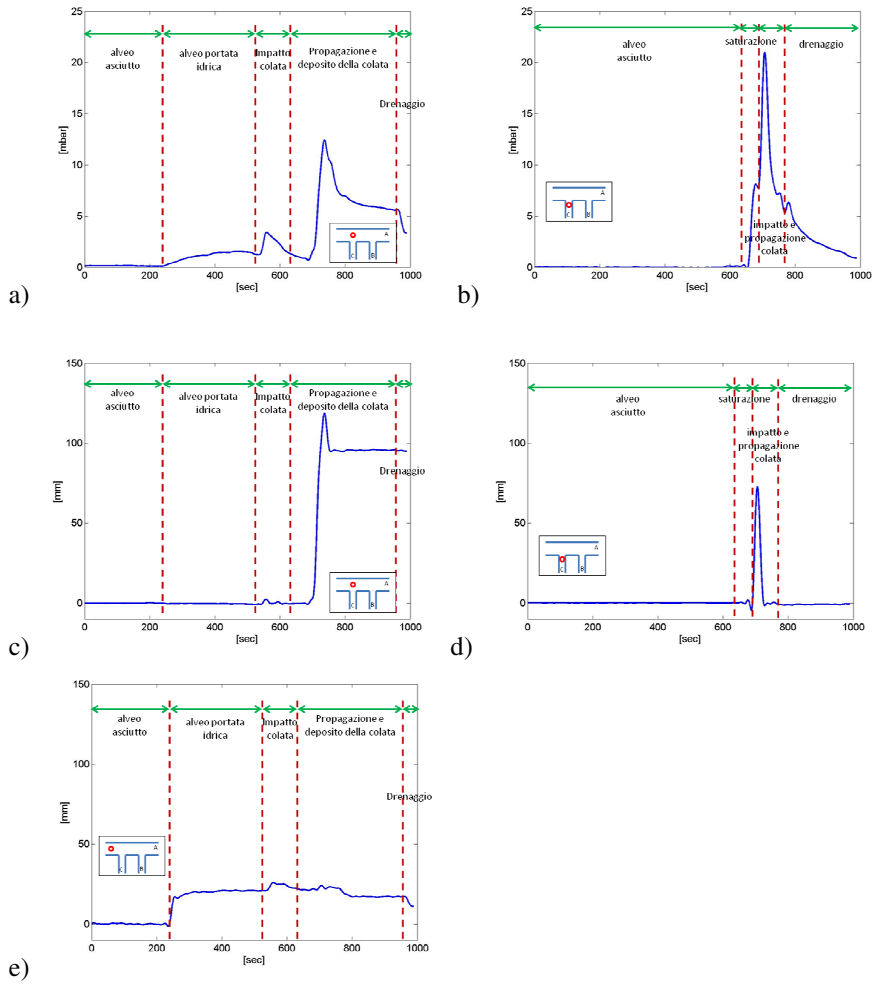 25
20
15
10
5
0
[mbar]
alveo
asciutto
alveo portata
idrica
Impatto
colata
Propagazione e
deposito della colata
Drenaggio
A
C
B
0
200
400
600
800
1000
[sec]
a)
25
20
15
10
5
0
[mbar]
alveo
asciutto
saturazione
drenaggio
impatto e
propagazione
colata
A
C
B
0
200
400
600
800
1000
[sec]
b)
150
100
50
0
[mm]
alveo
asciutto
alveo portata
idrica
Impatto
colata
Propagazione e
deposito della colata
Drenaggio
A
C
B
0
200
400
600
800
1000
[sec]
c)
150
100
50
0
[mm]
alveo
asciutto
saturazione
drenaggio
impatto e
propagazione
colata
A
C
B
0
200
400
600
800
1000
[sec]
d)
150
100
50
0
[mm]
alveo
asciutto
alveo portata
idrica
Impatto
colata
Propagazione e
deposito della colata
Drenaggio
A
C
B
0
200
400
600
800
1000
[sec]
e)